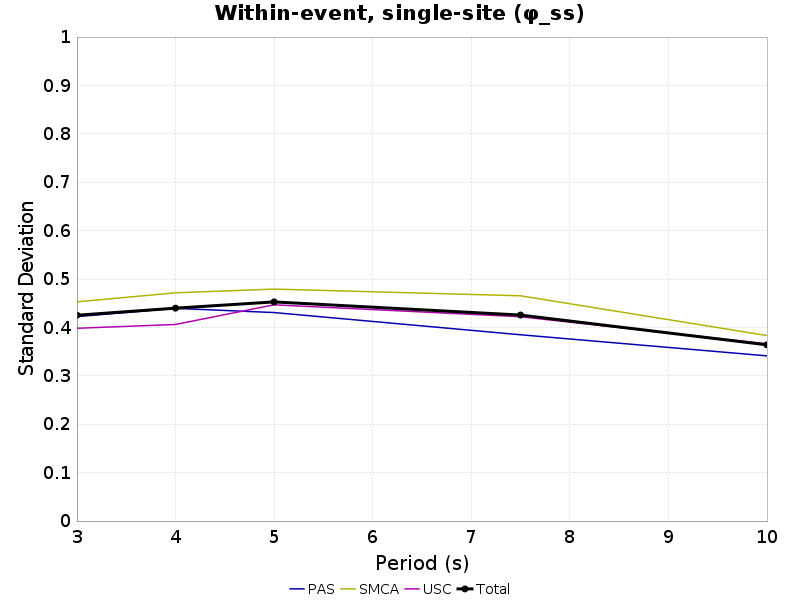 Within-event, single-site (φ_ss)
1
0.9
0.8
0.7
0.6
0.5
0.4
0.3
0.2
0.1
0
Standard Deviation
3 4 5 6 7 8 9 10
Period (s)
PAS SMCA USC Total